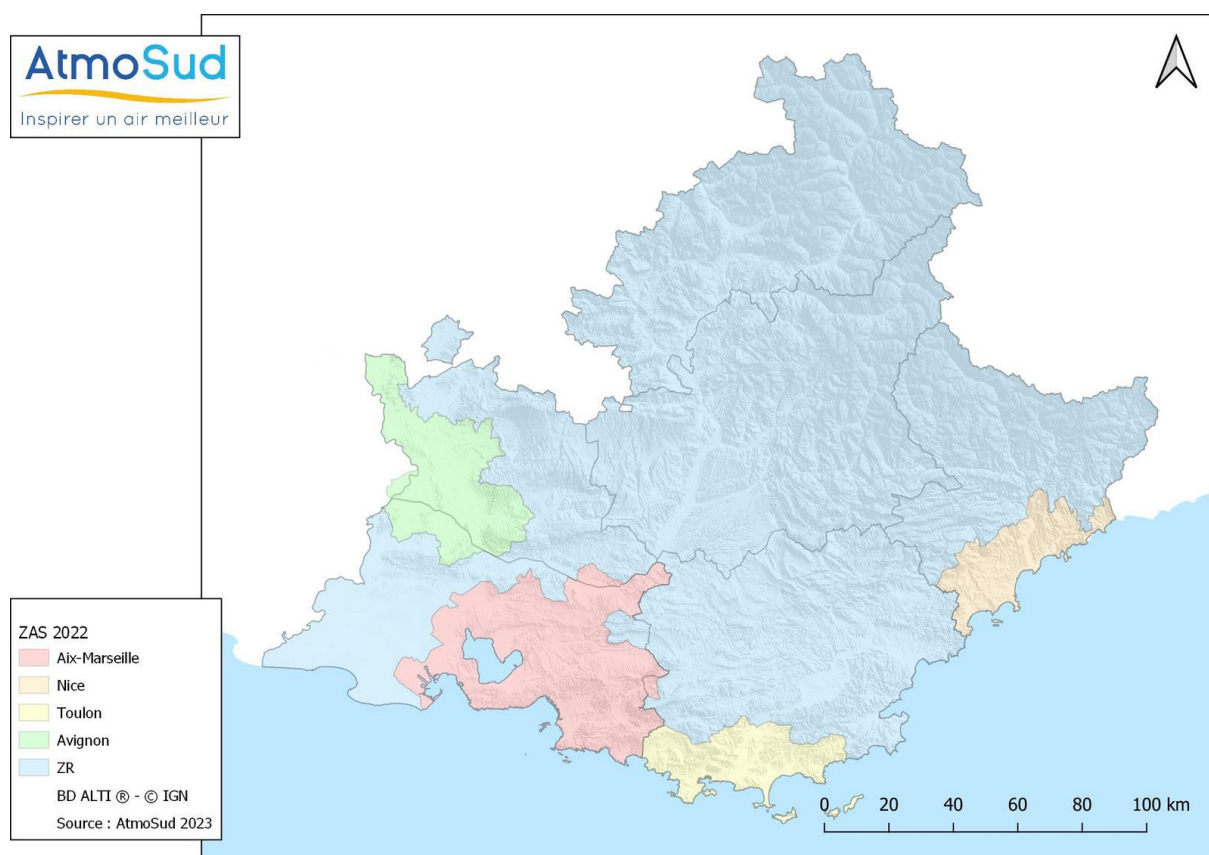 AtmoSud
Inspirer un air meilleur
ZAS 2022
Aix-Marseille
Nice
Toulon
Avignon
ZR
BD ALTI ® - © IGN
Source : AtmoSud 2023
0 20 40 60 80 100 km